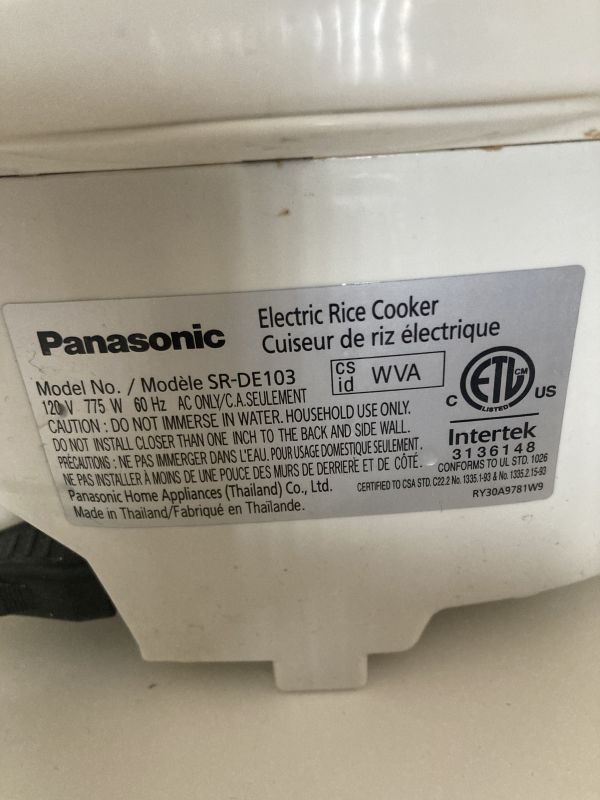 Panasonic
Electric Rice Cooker
Cuiseur de riz électrique
Model No. / Modèle SR-DE103
cs id WVA
120 V 775 W 60 Hz AC ONLY/C.A.SEULEMENT
CAUTION : DO NOT IMMERSE IN WATER. HOUSEHOLD USE ONLY.
DO NOT INSTALL CLOSER THAN ONE INCH TO THE BACK AND SIDE WALL.
PRÉCAUTIONS : NE PAS IMMERGER DANS L'EAU. POUR USAGE DOMESTIQUE SEULEMENT.
NE PAS INSTALLER À MOINS DE UNE POUCE DES MURS DE DERRIERE ET DE CÔTÉ.
Panasonic Home Appliances (Thailand) Co., Ltd.
Made in Thailand/Fabriqué en Thaïlande.
C ETL CM LISTED US
Intertek
3136148
CONFORMS TO UL STD. 1026
CERTIFIED TO CSA STD. C22.2 No. 1335.1-93 & No. 1335.2.15-93
RY30A9781W9